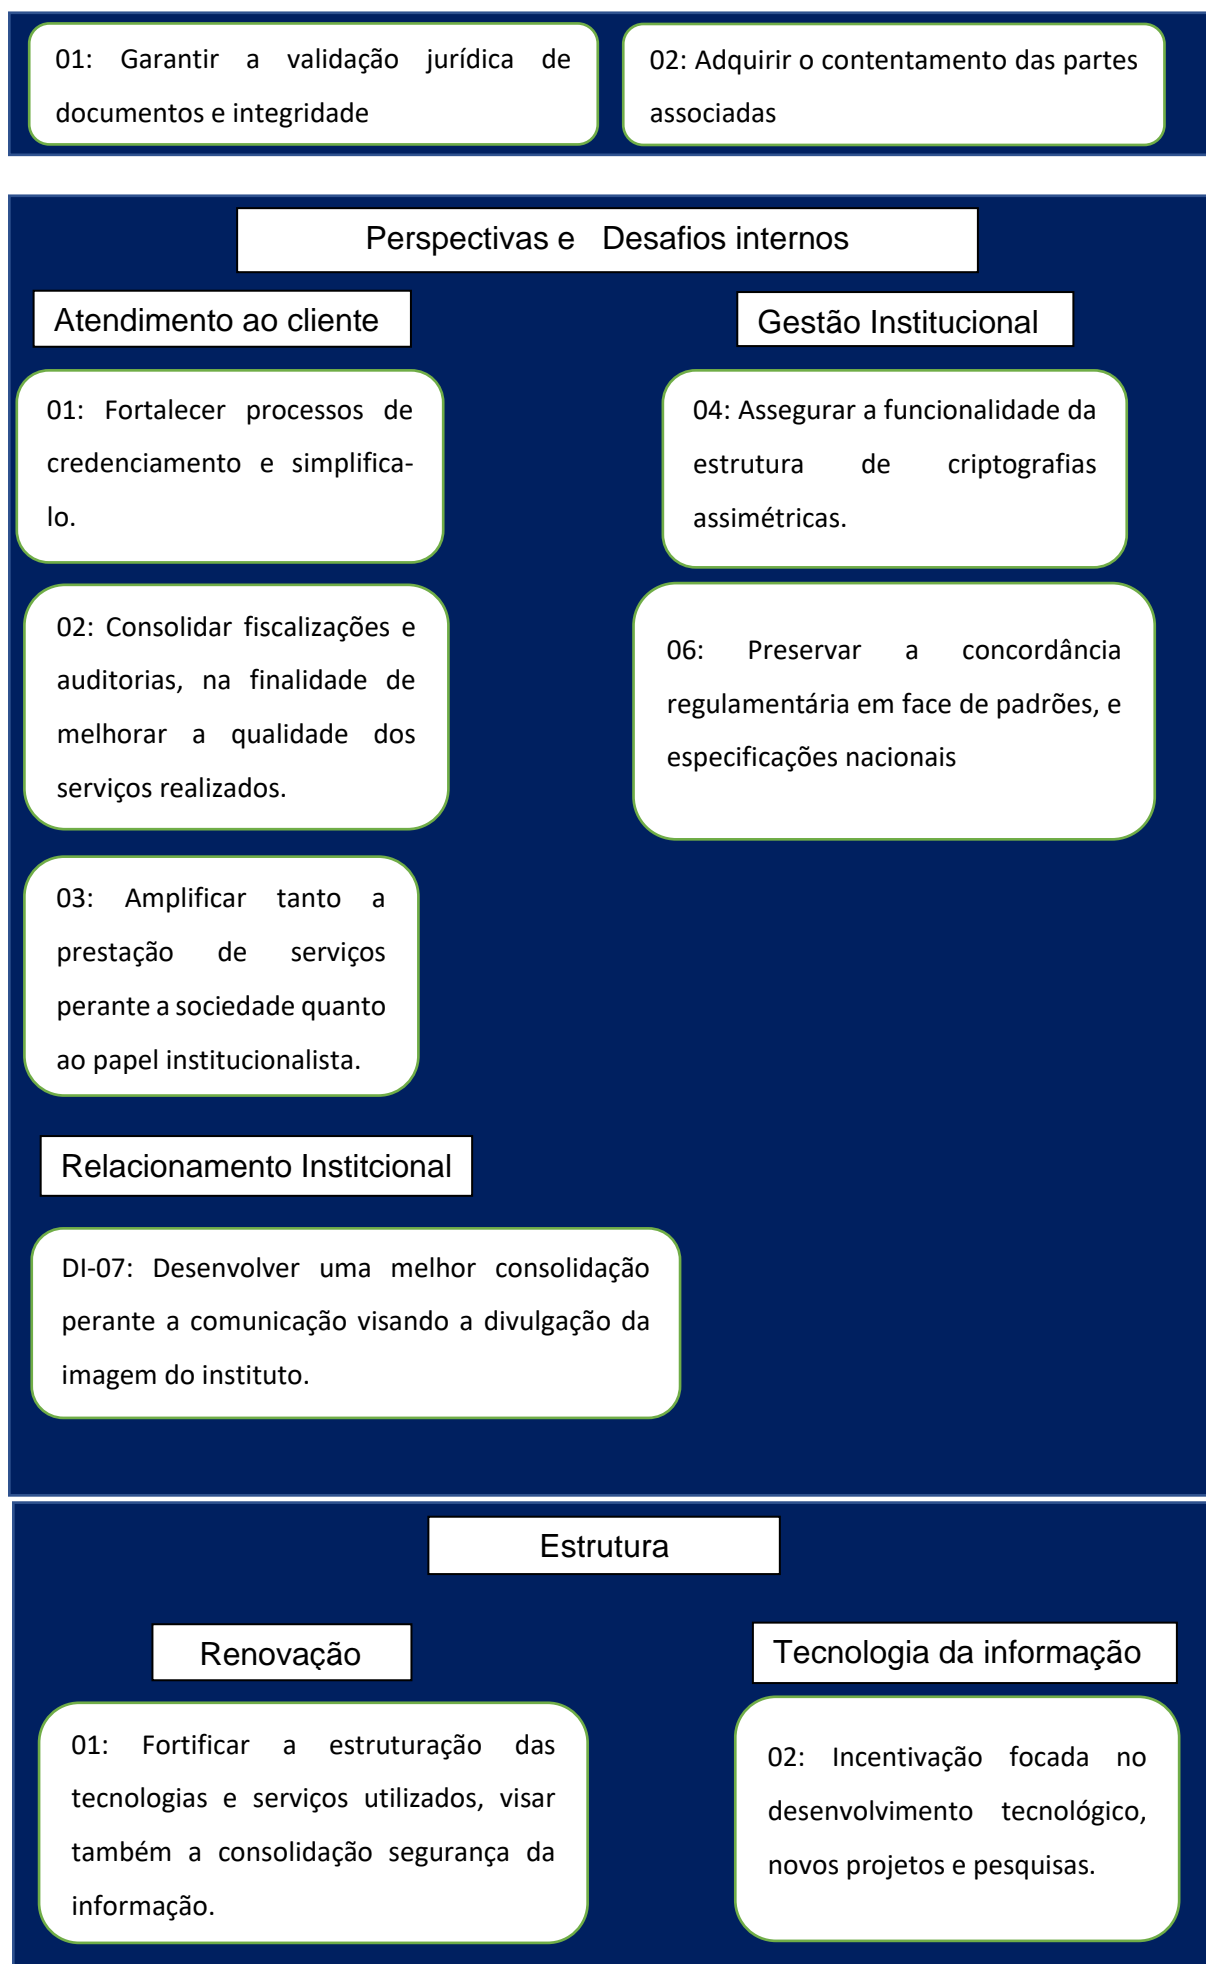 01: Garantir a validação jurídica de
documentos e integridade
02: Adquirir o contentamento das partes
associadas
Perspectivas e Desafios internos
Atendimento ao cliente
01: Fortalecer processos de
credenciamento e simplifica-
lo.
02: Consolidar fiscalizações e
auditorias, na finalidade de
melhorar a qualidade dos
serviços realizados.
03: Amplificar tanto a
prestação de serviços
perante a sociedade quanto
ao papel institucionalista.
Gestão Institucional
04: Assegurar a funcionalidade da
estrutura de criptografias
assimétricas.
06: Preservar a concordância
regulamentária em face de padrões, e
especificações nacionais
Relacionamento Institcional
DI-07: Desenvolver uma melhor consolidação
perante a comunicação visando a divulgação da
imagem do instituto.
Estrutura
Renovação
01: Fortificar a estruturação das
tecnologias e serviços utilizados, visar
também a consolidação segurança da
informação.
Tecnologia da informação
02: Incentivação focada no
desenvolvimento tecnológico,
novos projetos e pesquisas.